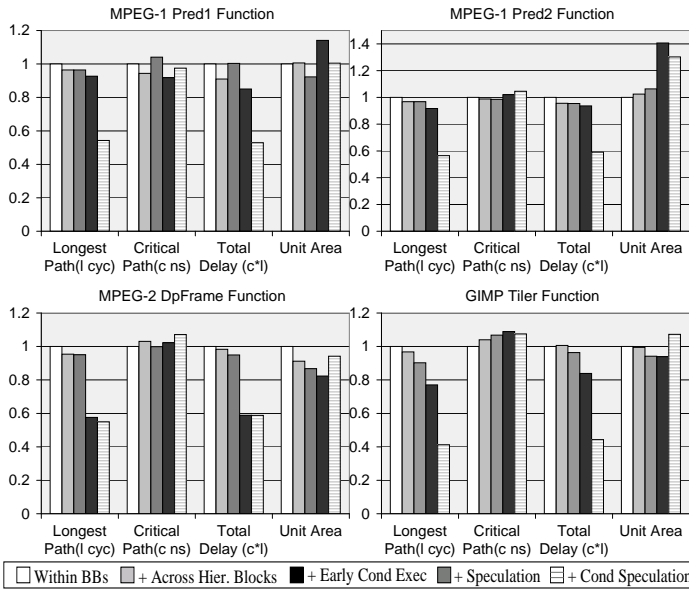 MPEG-1 Pred1 Function
1.2
1
0.8
0.6
0.4
0.2
0
Longest Path(l cyc)
Critical Path(c ns)
Total Delay (c*l)
Unit Area
MPEG-1 Pred2 Function
1.4
1.2
1
0.8
0.6
0.4
0.2
0
Longest Path(l cyc)
Critical Path(c ns)
Total Delay (c*l)
Unit Area
MPEG-2 DpFrame Function
1.2
1
0.8
0.6
0.4
0.2
0
Longest Path(l cyc)
Critical Path(c ns)
Total Delay (c*l)
Unit Area
GIMP Tiler Function
1.2
1
0.8
0.6
0.4
0.2
0
Longest Path(l cyc)
Critical Path(c ns)
Total Delay (c*l)
Unit Area
Within BBs + Across Hier. Blocks + Early Cond Exec + Speculation + Cond Speculation